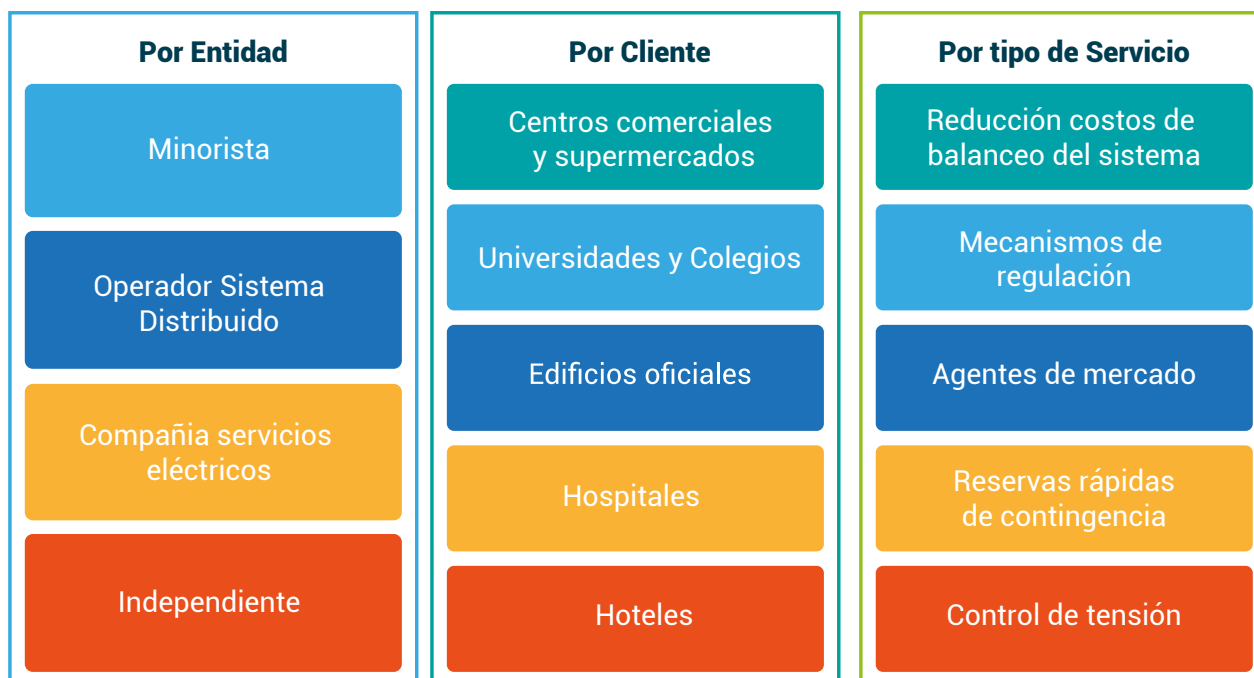 Por Entidad
Minorista
Operador Sistema
Distribuido
Compañia servicios
eléctricos
Independiente
Por Cliente
Centros comerciales
y supermercados
Universidades y Colegios
Edificios oficiales
Hospitales
Hoteles
Por tipo de Servicio
Reducción costos de
balanceo del sistema
Mecanismos de
regulación
Agentes de mercado
Reservas rápidas
de contingencia
Control de tensión